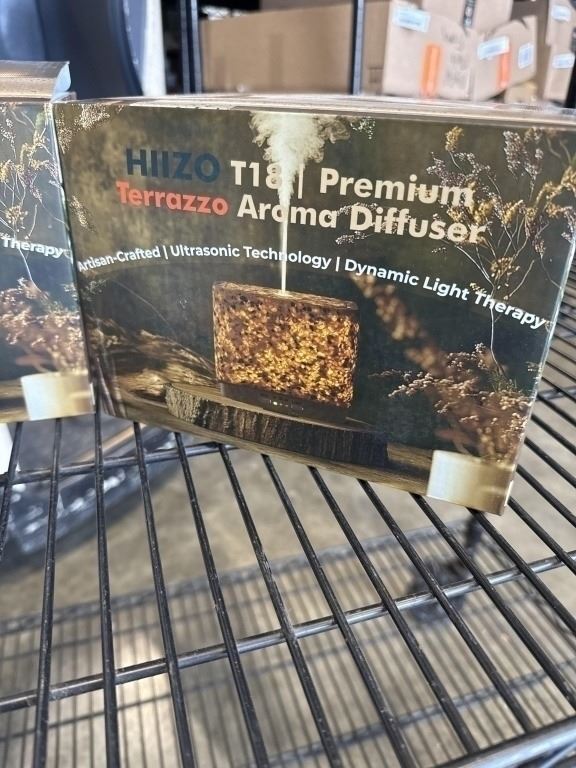 HIIZO T18 | Premium
Terrazzo Aroma Diffuser
Artisan-Crafted | Ultrasonic Technology | Dynamic Light Therapy
Therapy